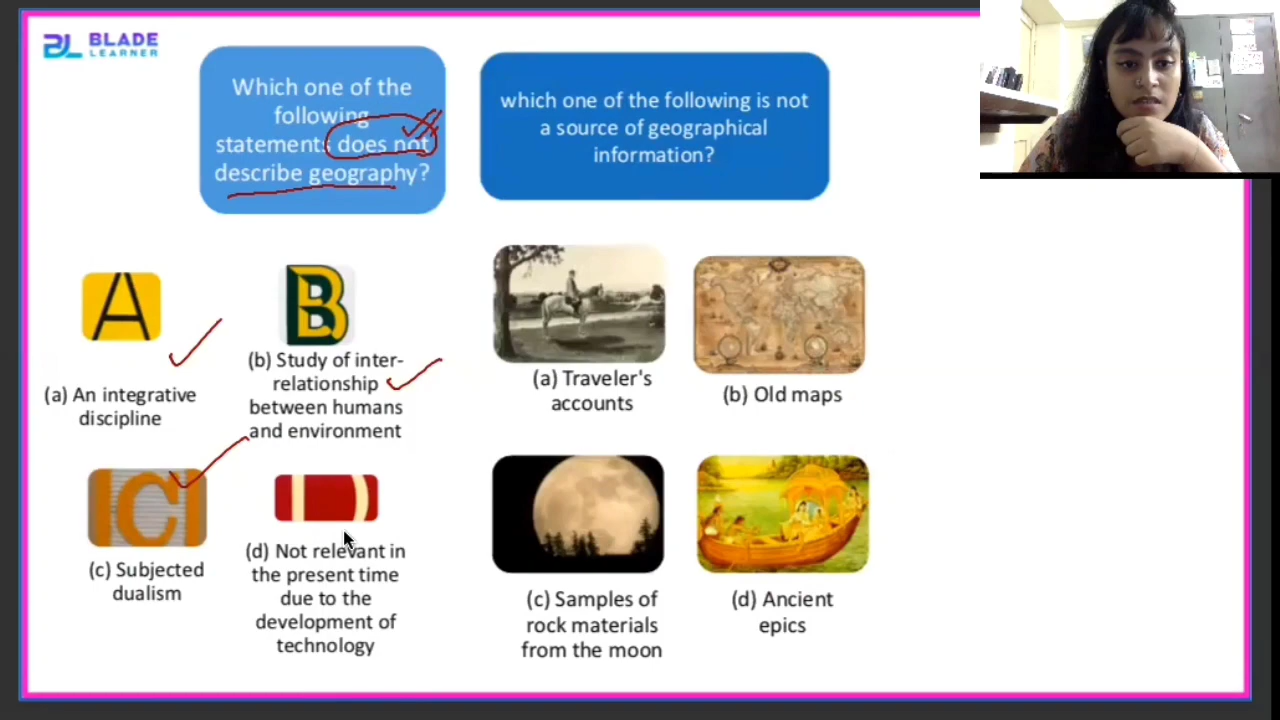 BLADE
LEARNER
Which one of the
following
statements does not
describe geography?
which one of the following is not
a source of geographical
information?
A
B
(a) An integrative
discipline
(b) Study of inter-
relationship
between humans
and environment
C
(c) Subjected
dualism
(d) Not relevant in
the present time
due to the
development of
technology
(a) Traveler's
accounts
(b) Old maps
(c) Samples of
rock materials
from the moon
(d) Ancient
epics